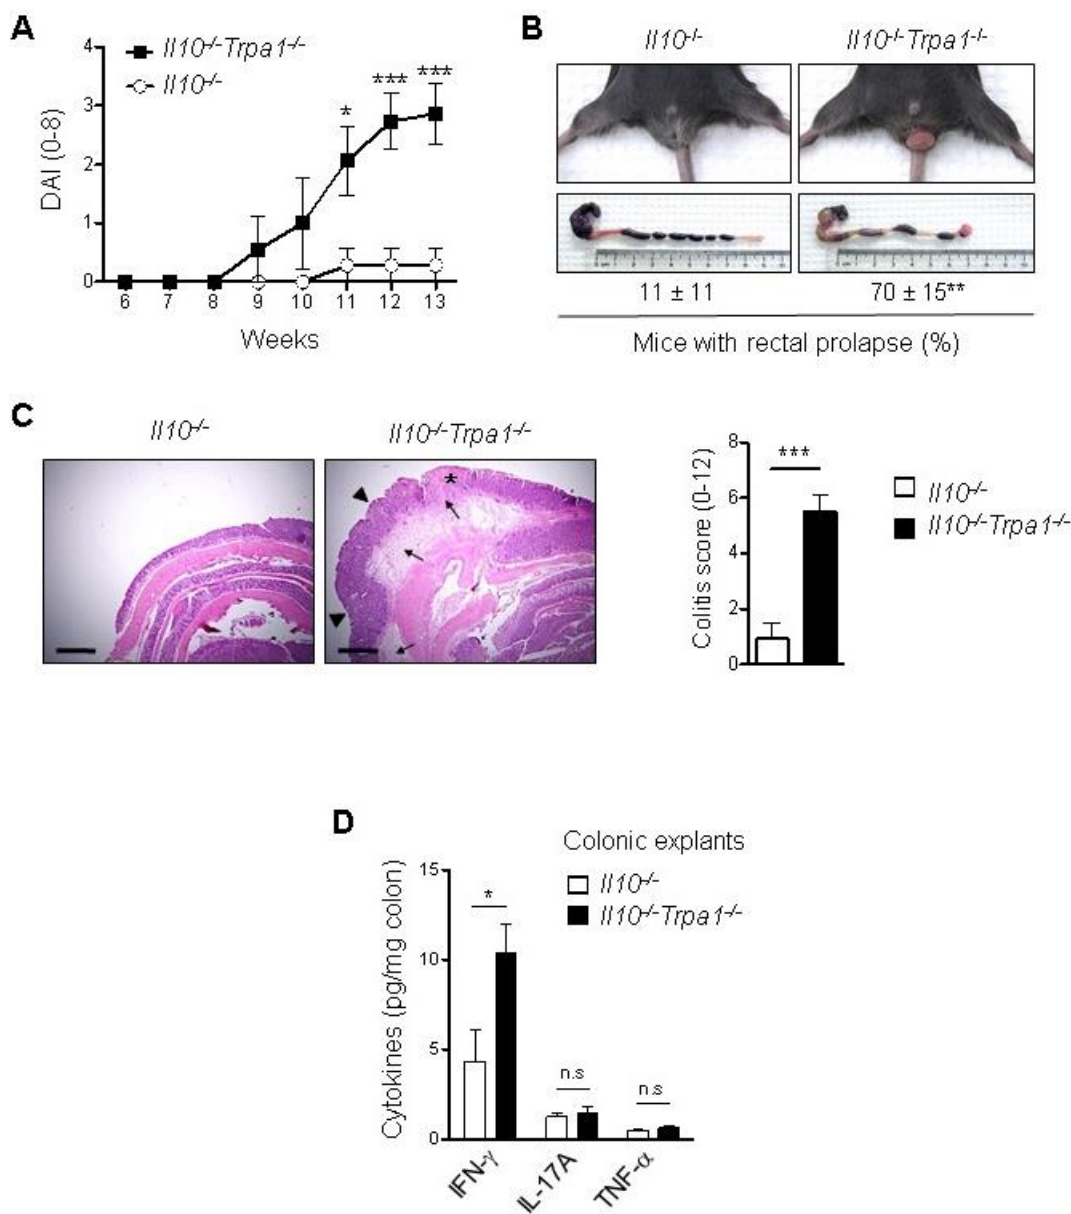 A
Il10-/-Trpa1-/-
Il10-/-
DAI (0-8)
4
3
2
1
0
*
***
***
6 7 8 9 10 11 12 13
Weeks
B
Il10-/- Il10-/-Trpa1-/-
11 ± 11 70 ± 15**
Mice with rectal prolapse (%)
C
Il10-/- Il10-/-Trpa1-/-
*
Colitis score (0-12)
8
6
4
2
0
***
Il10-/-
Il10-/-Trpa1-/-
D
Colonic explants
Il10-/-
Il10-/-Trpa1-/-
Cytokines (pg/mg colon)
15
10
5
0
*
n.s
n.s
IFN-γ
IL-17A
TNF-α